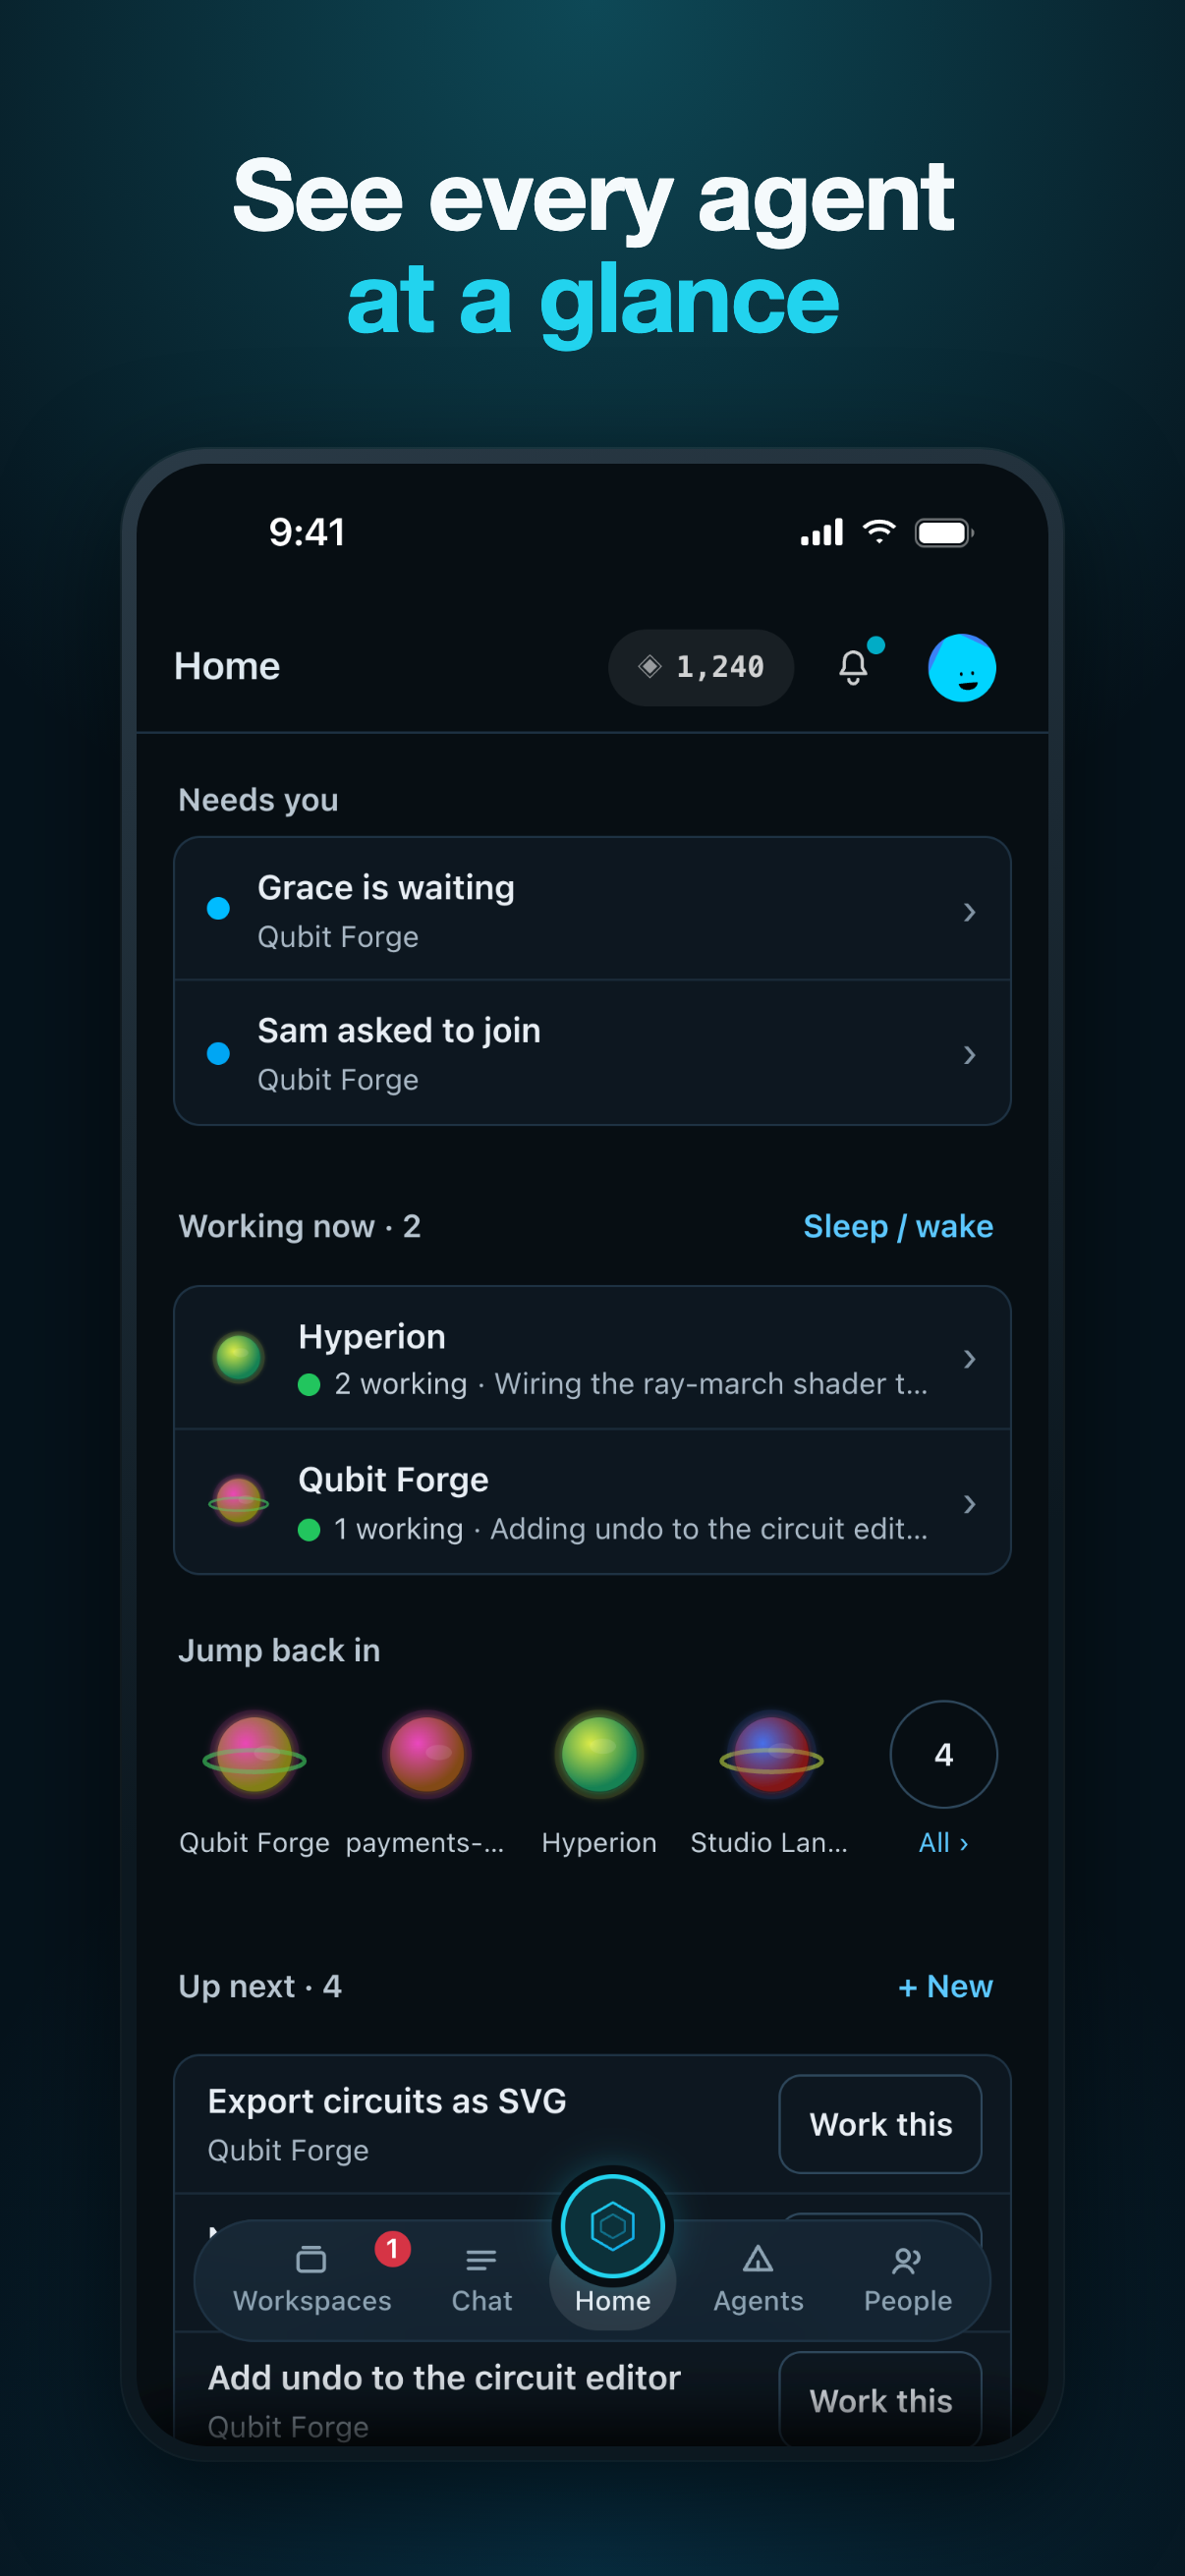 See every agent
at a glance
9:41
Home
1,240
Needs you
Grace is waiting
Qubit Forge
Sam asked to join
Qubit Forge
Working now · 2
Sleep / wake
Hyperion
2 working · Wiring the ray-march shader t...
Qubit Forge
1 working · Adding undo to the circuit edit...
Jump back in
4
Qubit Forge
payments-...
Hyperion
Studio Lan...
All ›
Up next · 4
+ New
Export circuits as SVG
Qubit Forge
Work this
1
Workspaces
Chat
Home
Agents
People
Add undo to the circuit editor
Qubit Forge
Work this